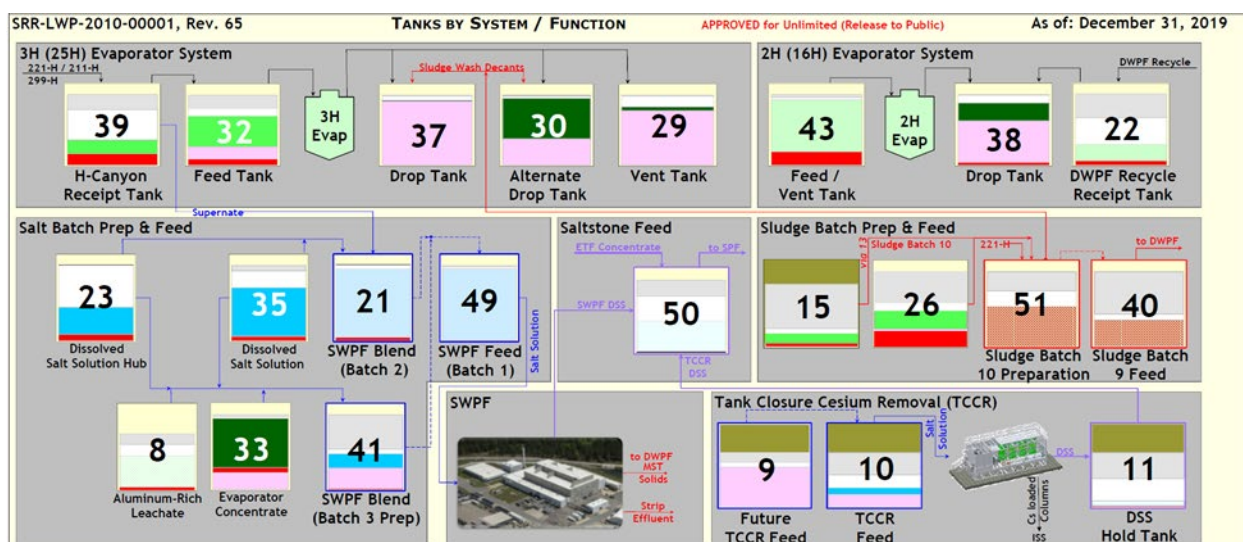 SRR-LWP-2010-00001, Rev. 65
TANKS BY SYSTEM / FUNCTION
APPROVED for Unlimited (Release to Public)
As of: December 31, 2019
3H (25H) Evaporator System
221-H / 211-H
299-H
Sludge Wash Decants
39
32
3H
Evap
37
30
29
H-Canyon
Receipt Tank
Feed Tank
Drop Tank
Alternate
Drop Tank
Vent Tank
2H (16H) Evaporator System
DWPF Recycle
43
2H
Evap
38
22
Feed /
Vent Tank
Drop Tank
DWPF Recycle
Receipt Tank
Supernate
Salt Batch Prep & Feed
23
35
21
49
Dissolved
Salt Solution Hub
Dissolved
Salt Solution
SWPF Blend
(Batch 2)
SWPF Feed
(Batch 1)
Salt Solution
8
33
41
Aluminum-Rich
Leachate
Evaporator
Concentrate
SWPF Blend
(Batch 3 Prep)
Saltstone Feed
ETF Concentrate
to SPF
SWPF DSS
50
TCCR
DSS
Sludge Batch Prep & Feed
via 13
Sludge Batch 10
221-H
to DWPF
15
26
51
40
Sludge Batch
10 Preparation
Sludge Batch
9 Feed
SWPF
to DWPF
MST
Solids
Strip
Effluent
Tank Closure Cesium Removal (TCCR)
9
10
Salt
Solution
DSS
11
Future
TCCR Feed
TCCR
Feed
Cs loaded
Columns
ISS
DSS
Hold Tank